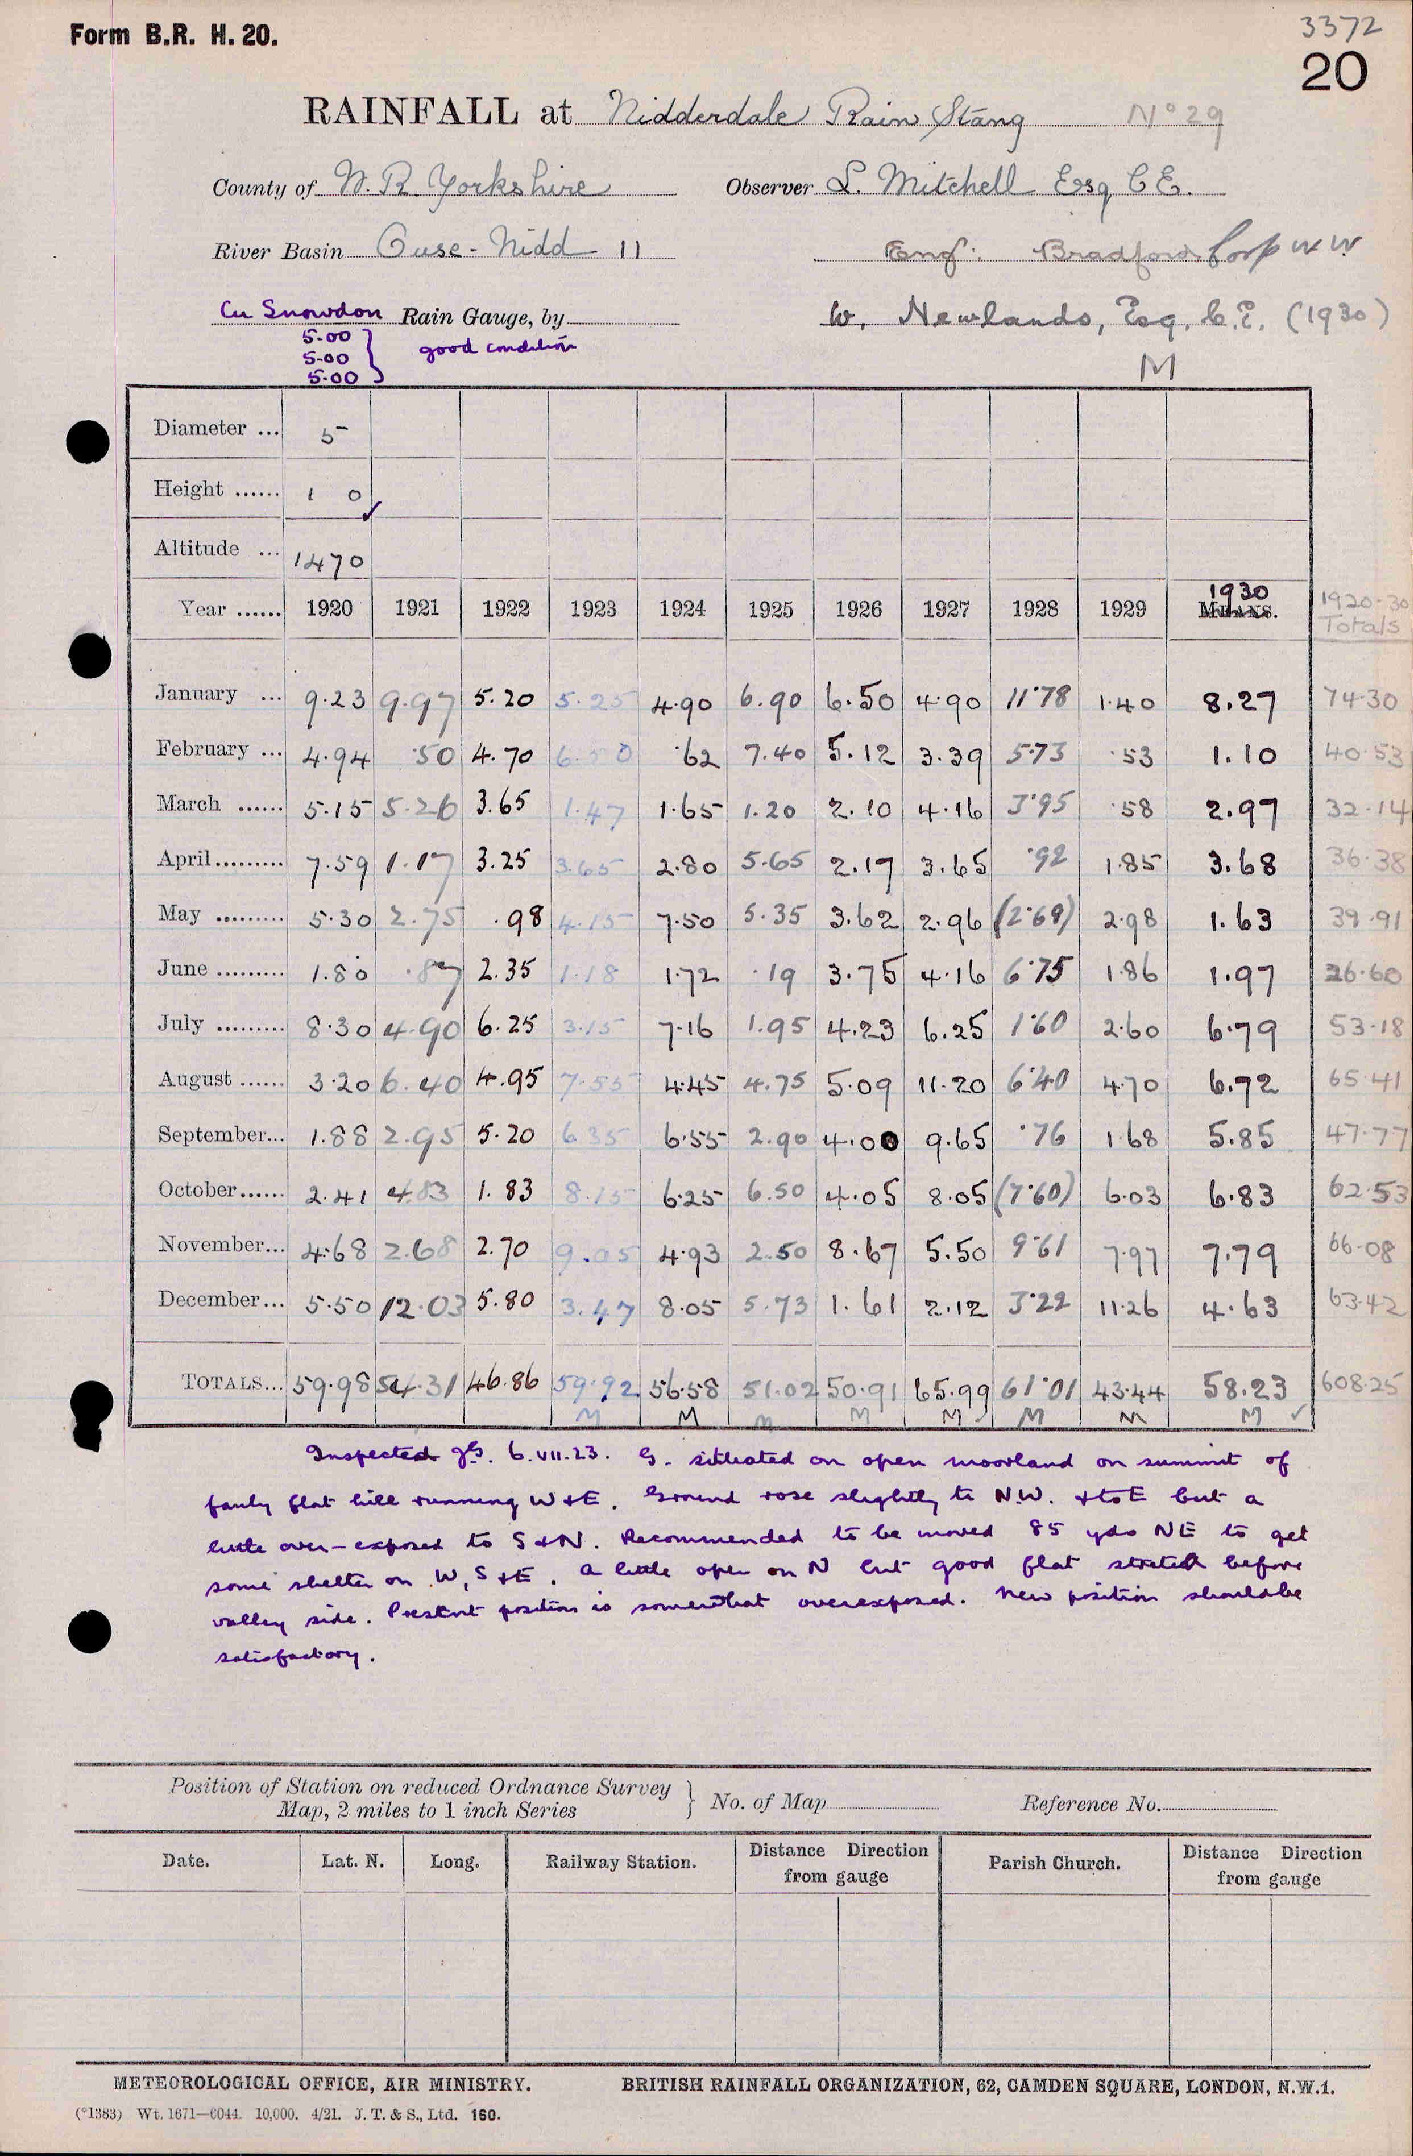 Form B.R. H. 20.
3372
20
RAINFALL at Nidderdale Rain Stang No 29
County of W. R. Yorkshire Observer L. Mitchell Esq C E.
River Basin Ouse - Nidd 11 Engr. Bradford Corp W W.
Cu Snowdon Rain Gauge, by W. Newlands, Esq. C.E. (1930)
5.00
5.00 } good condition
5.00
M
Diameter ... 5
Height ...... 1 0 ✓
Altitude ... 1470
Year ...... 1920 1921 1922 1923 1924 1925 1926 1927 1928 1929 1930 MEANS. 1920-30 Totals
January ... 9.23 9.97 5.20 5.25 4.90 6.90 6.50 4.90 11.78 1.40 8.27 74.30
February ... 4.94 .50 4.70 6.50 .62 7.40 5.12 3.39 5.73 .53 1.10 40.53
March ...... 5.15 5.26 3.65 1.47 1.65 1.20 2.10 4.16 3.95 .58 2.97 32.14
April ......... 7.59 1.17 3.25 3.65 2.80 5.65 2.17 3.65 .92 1.85 3.68 36.38
May ......... 5.30 2.75 .98 4.15 7.50 5.35 3.62 2.96 (2.69) 2.98 1.63 39.91
June ......... 1.80 .87 2.35 1.18 1.72 .19 3.75 4.16 6.75 1.86 1.97 26.60
July ......... 8.30 4.90 6.25 3.15 7.16 1.95 4.23 6.25 1.60 2.60 6.79 53.18
August ...... 3.20 6.40 4.95 7.55 4.45 4.75 5.09 11.20 6.40 4.70 6.72 65.41
September... 1.88 2.95 5.20 6.35 6.55 2.90 4.00 9.65 .76 1.68 5.85 47.77
October...... 2.41 4.83 1.83 8.15 6.25 6.50 4.05 8.05 (7.60) 6.03 6.83 62.53
November... 4.68 2.68 2.70 9.05 4.93 2.50 8.67 5.50 9.61 7.97 7.79 66.08
December... 5.50 12.03 5.80 3.47 8.05 5.73 1.61 2.12 3.22 11.26 4.63 63.42
TOTALS... 59.98 54.31 46.86 59.92 56.58 51.02 50.91 65.99 61.01 43.44 58.23 608.25
M M M M M ✓ M M M ✓
Inspected 6.VII.23. G. situated on open moorland on summit of
fairly flat hill running W & E. Ground rose slightly to N.W. & to E but a
little over-exposed to S & N. Recommended to be moved 85 yds NE to get
some shelter on W, S & E. A little open on N but good flat stretch before
valley side. Present position is somewhat overexposed. New position should be
satisfactory.
Position of Station on reduced Ordnance Survey
Map, 2 miles to 1 inch Series } No. of Map Reference No.
Date. Lat. N. Long. Railway Station. Distance Direction from gauge Parish Church. Distance Direction from gauge
METEOROLOGICAL OFFICE, AIR MINISTRY. BRITISH RAINFALL ORGANIZATION, 62, CAMDEN SQUARE, LONDON, N.W.1.
(*1383) Wt. 1671—6044. 10,000. 4/21. J. T. & S., Ltd. 160.